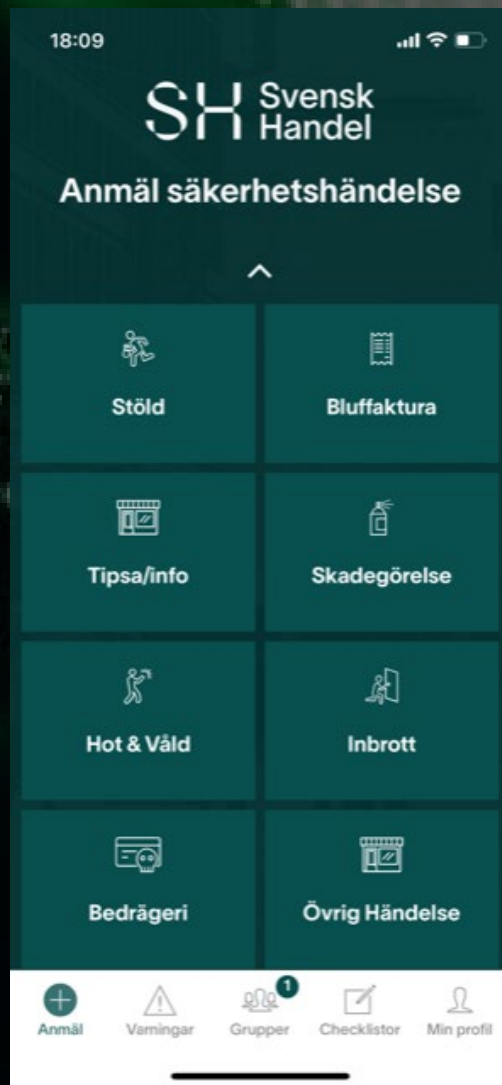 18:09
SH Svensk
Handel
Anmäl säkerhetshändelse
Stöld
Bluffaktura
Tipsa/info
Skadegörelse
Hot & Våld
Inbrott
Bedrägeri
Övrig Händelse
1
Anmäl
Varningar
Grupper
Checklistor
Min profil